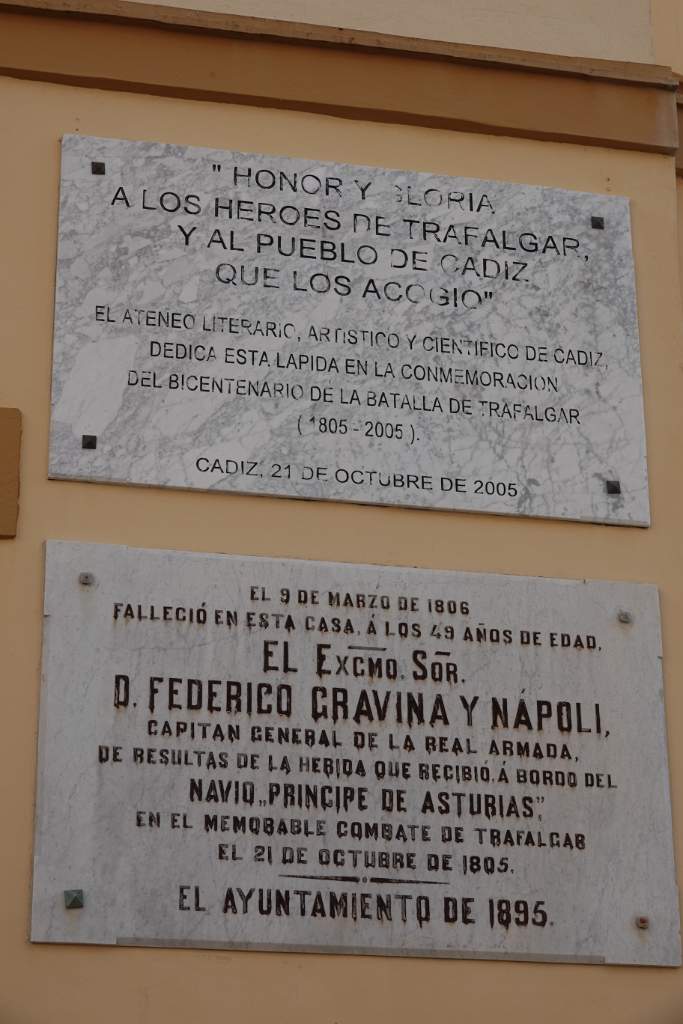 " HONOR Y GLORIA
A LOS HEROES DE TRAFALGAR,
Y AL PUEBLO DE CADIZ
QUE LOS ACOGIO"
EL ATENEO LITERARIO, ARTISTICO Y CIENTIFICO DE CADIZ,
DEDICA ESTA LAPIDA EN LA CONMEMORACION
DEL BICENTENARIO DE LA BATALLA DE TRAFALGAR
( 1805 - 2005 ).
CADIZ, 21 DE OCTUBRE DE 2005
EL 9 DE MARZO DE 1806
FALLECIÓ EN ESTA CASA, Á LOS 49 AÑOS DE EDAD,
EL EXCMO. SOR.
D. FEDERICO GRAVINA Y NÁPOLI,
CAPITAN GENERAL DE LA REAL ARMADA,
DE RESULTAS DE LA HERIDA QUE RECIBIÓ, Á BORDO DEL
NAVIO „PRINCIPE DE ASTURIAS”,
EN EL MEMORABLE COMBATE DE TRAFALGAR
EL 21 DE OCTUBRE DE 1805.
EL AYUNTAMIENTO DE 1895.